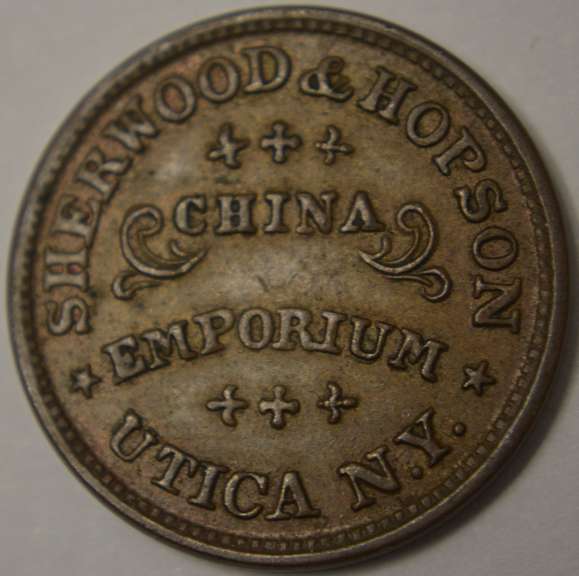 SHERWOOD & HOPSON
CHINA
EMPORIUM
UTICA N.Y.